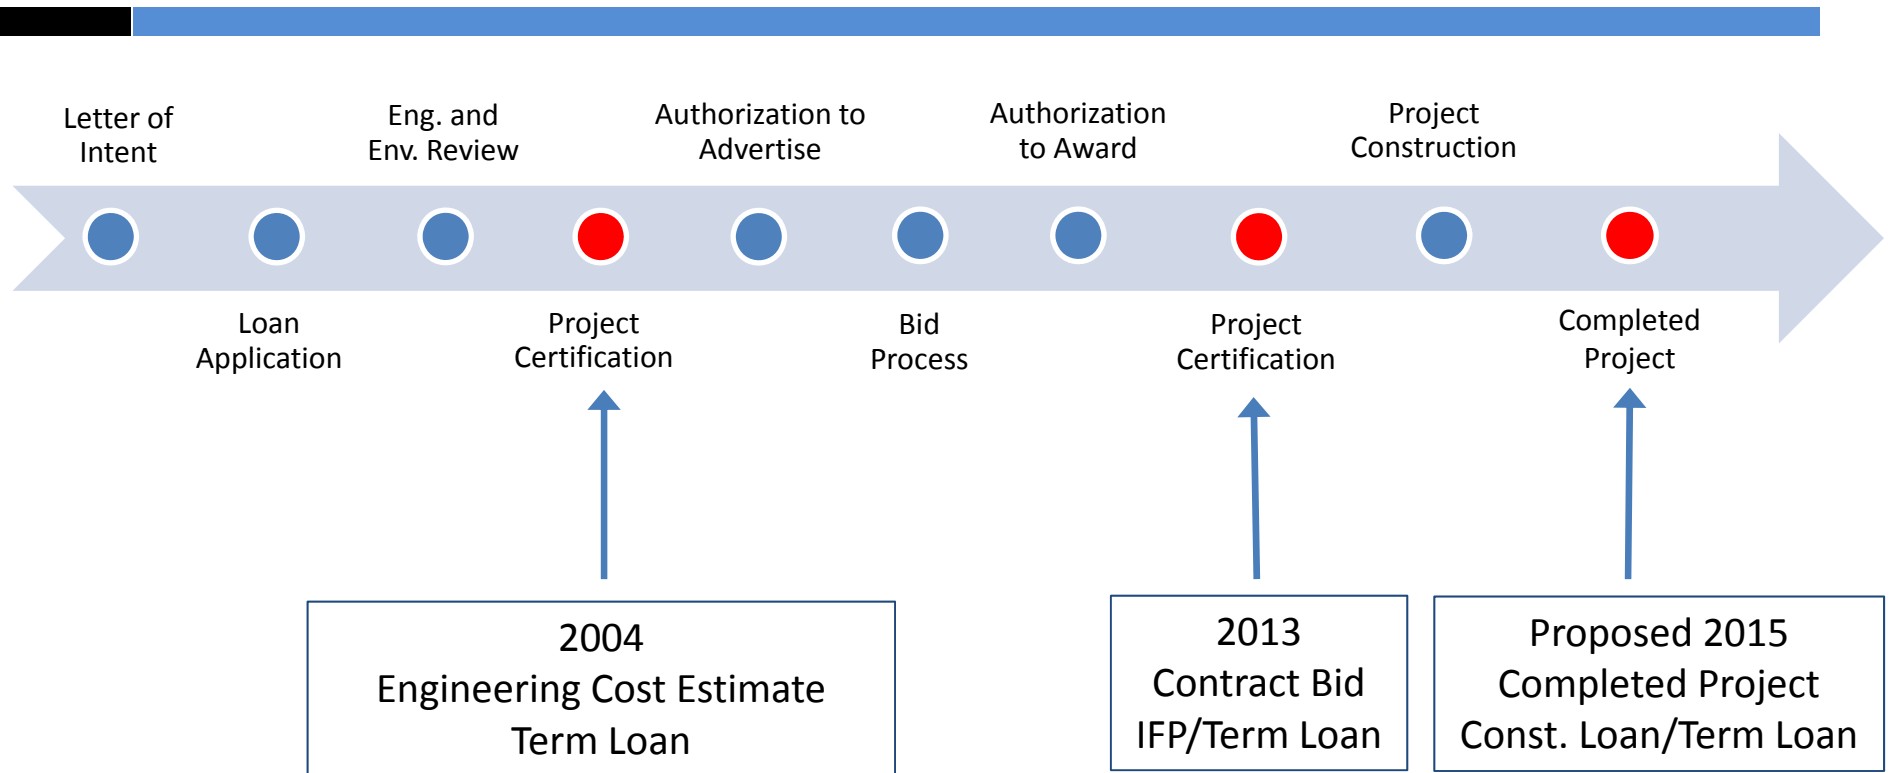 Letter of
Intent
Eng. and
Env. Review
Authorization to
Advertise
Authorization
to Award
Project
Construction
Loan
Application
Project
Certification
Bid
Process
Project
Certification
Completed
Project
2004
Engineering Cost Estimate
Term Loan
2013
Contract Bid
IFP/Term Loan
Proposed 2015
Completed Project
Const. Loan/Term Loan